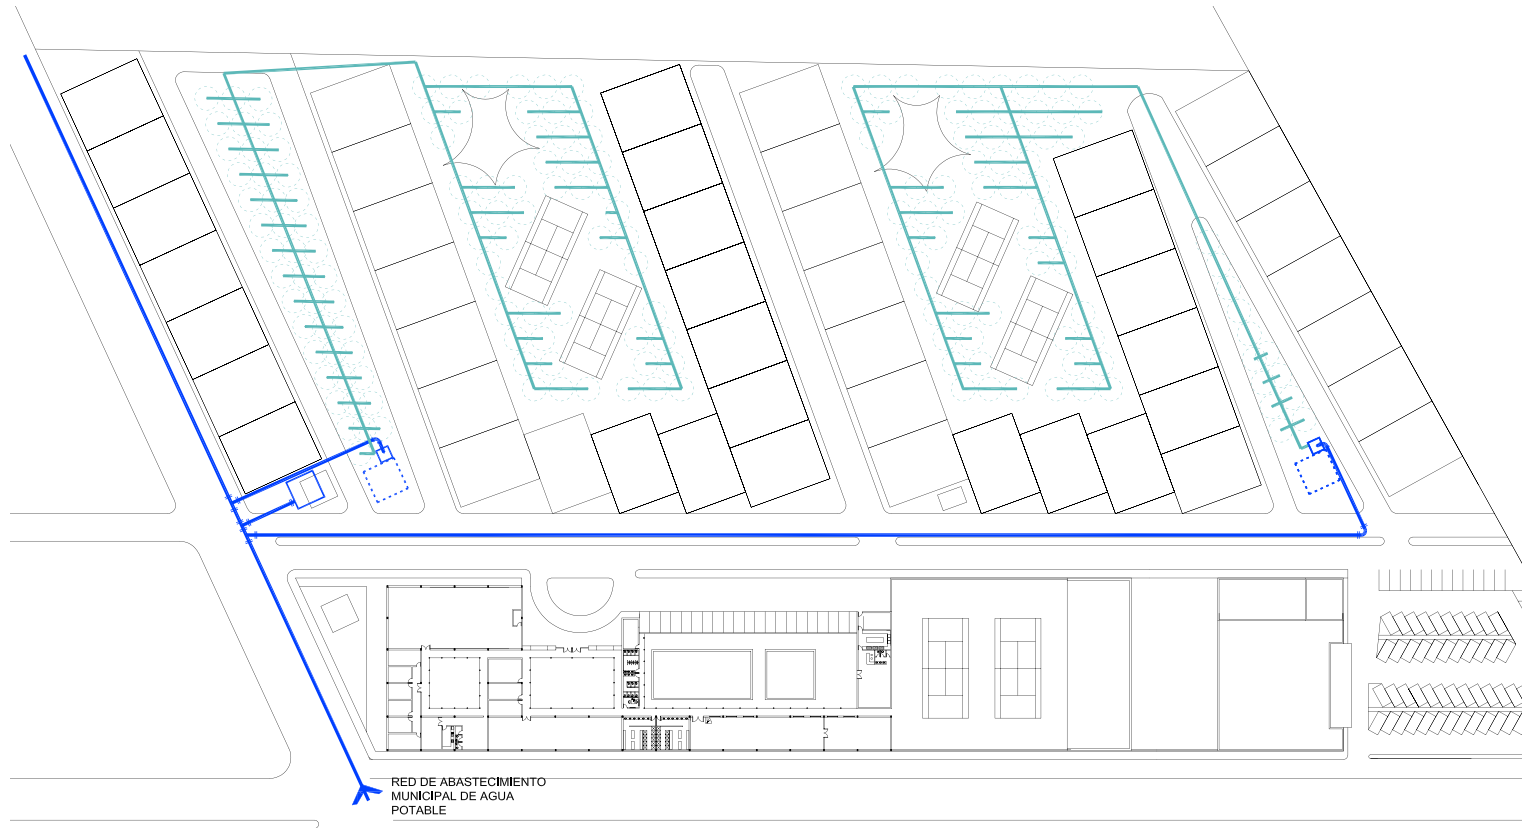 RED DE ABASTECIMIENTO
MUNICIPAL DE AGUA
POTABLE